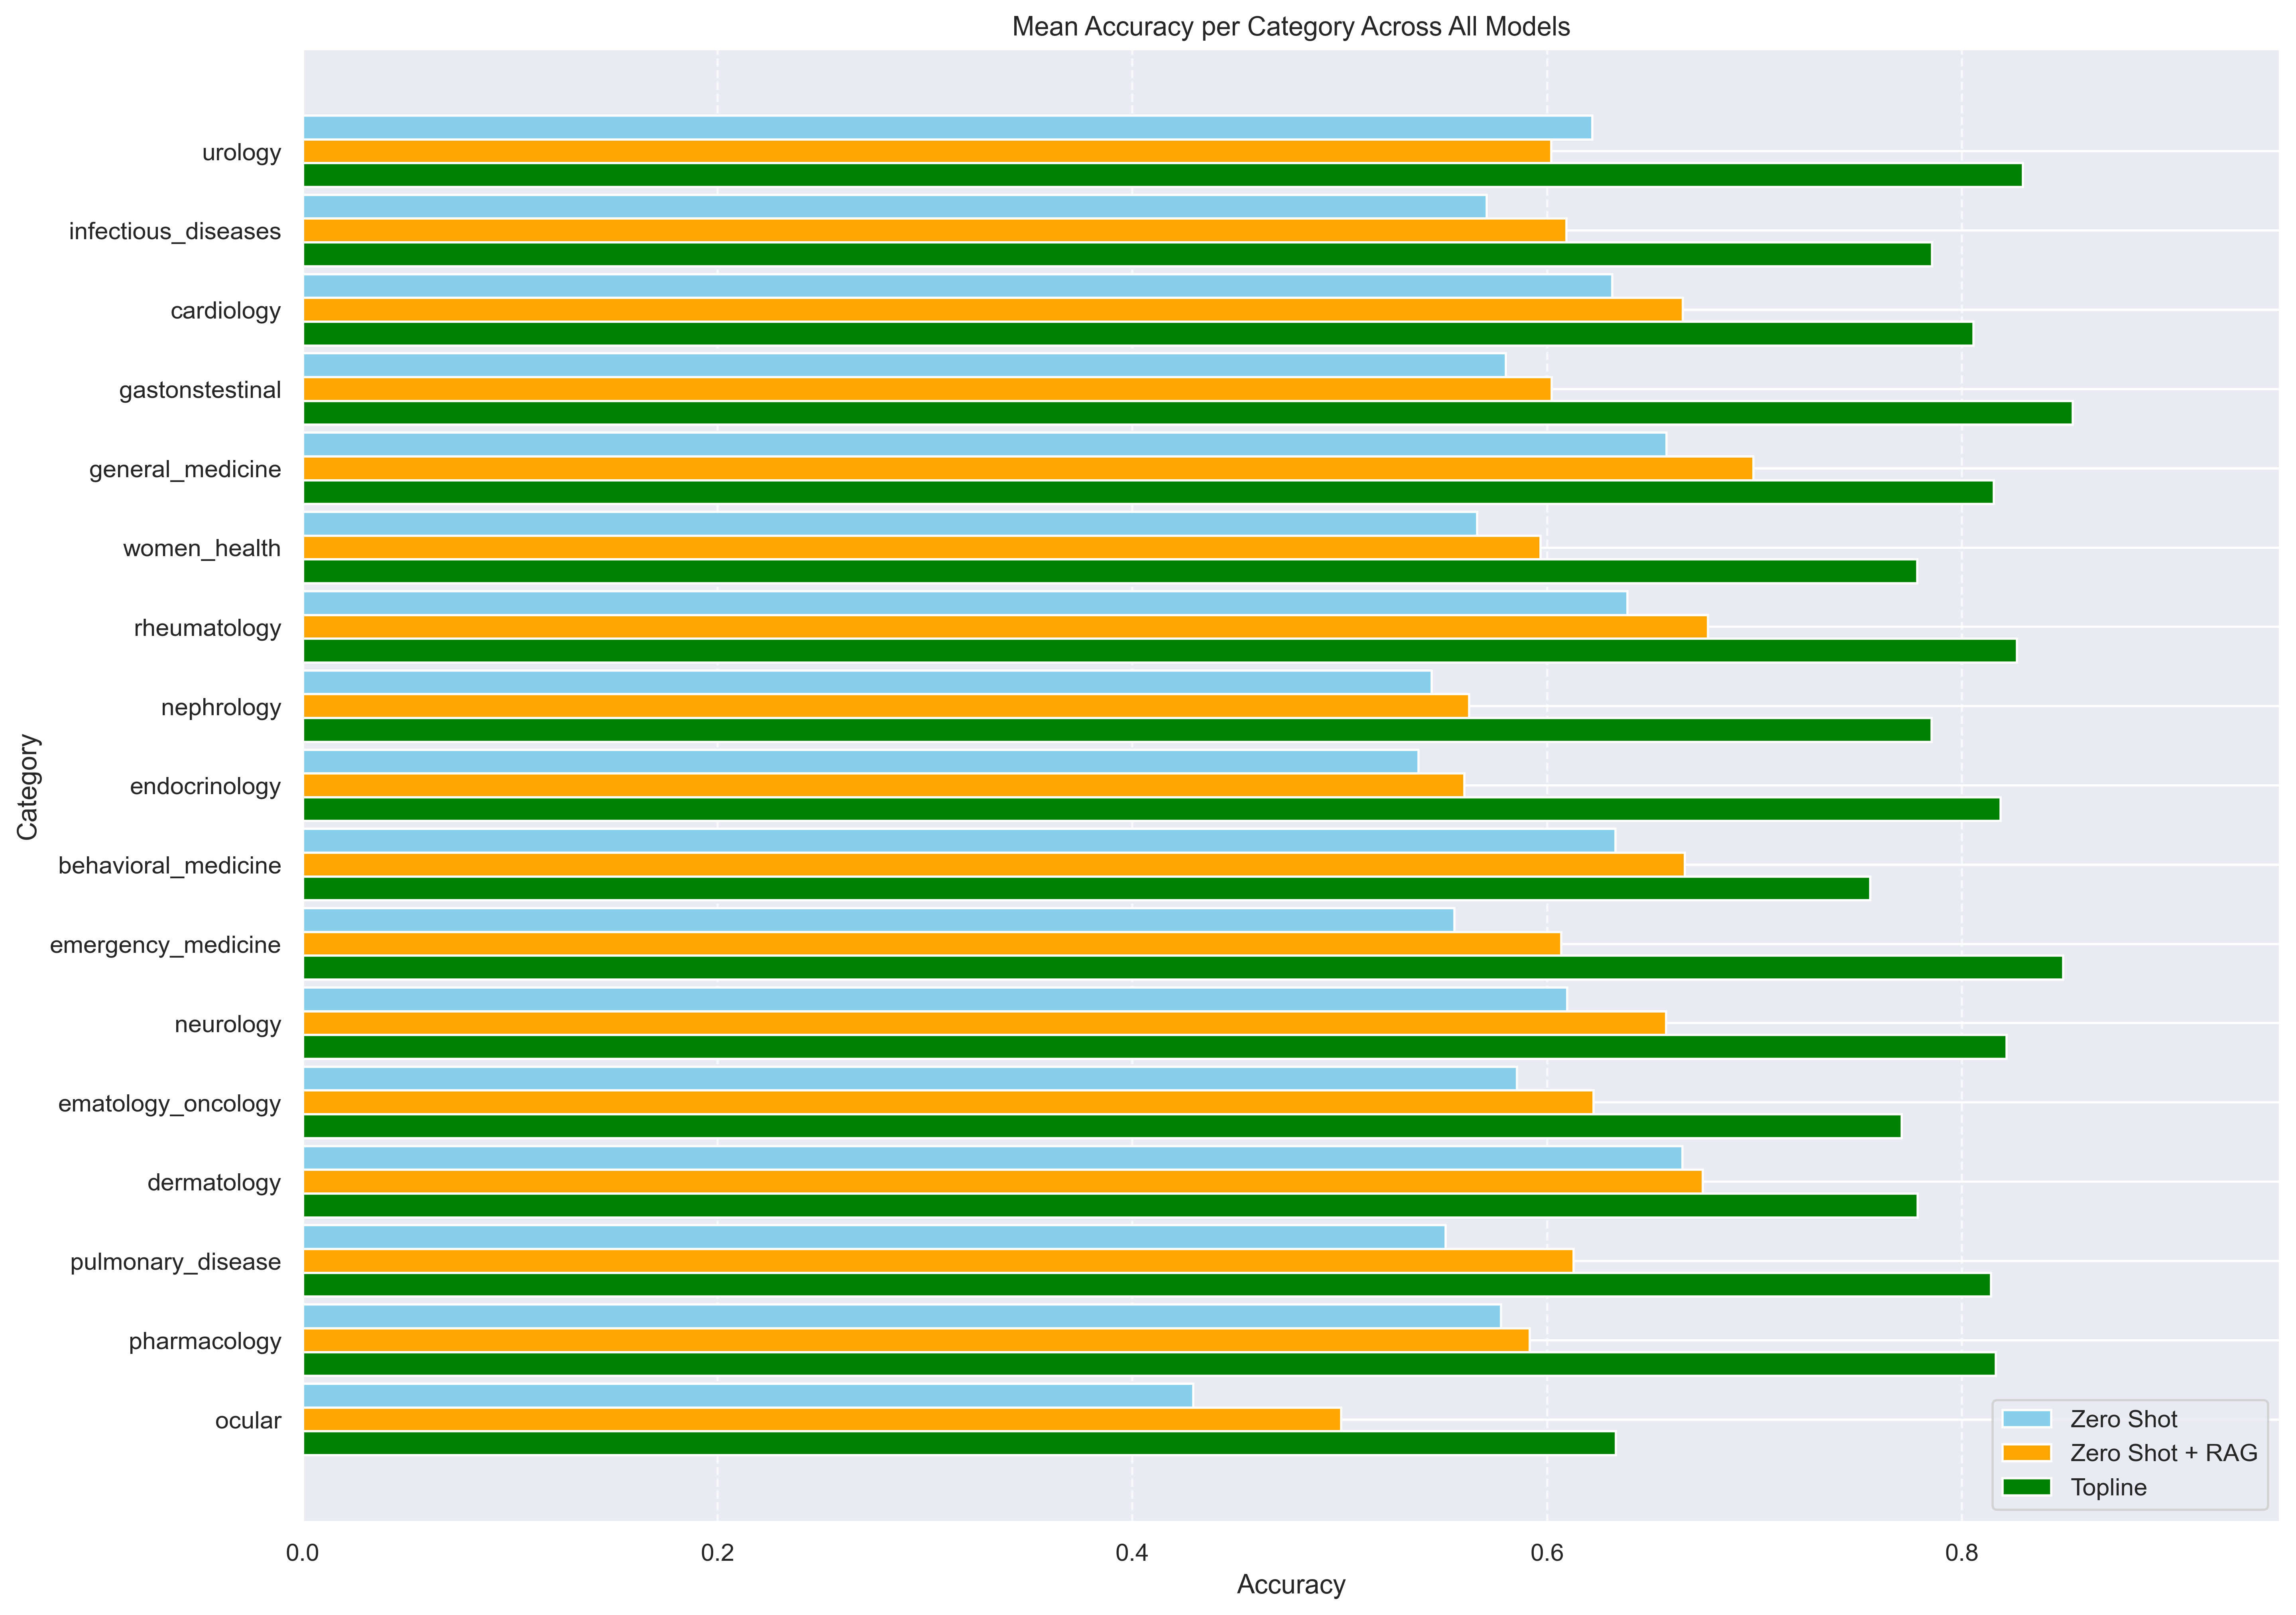 Mean Accuracy per Category Across All Models
urology
infectious_diseases
cardiology
gastonstestinal
general_medicine
women_health
rheumatology
nephrology
endocrinology
behavioral_medicine
emergency_medicine
neurology
ematology_oncology
dermatology
pulmonary_disease
pharmacology
ocular
Category
Zero Shot
Zero Shot + RAG
Topline
0.0 0.2 0.4 0.6 0.8
Accuracy